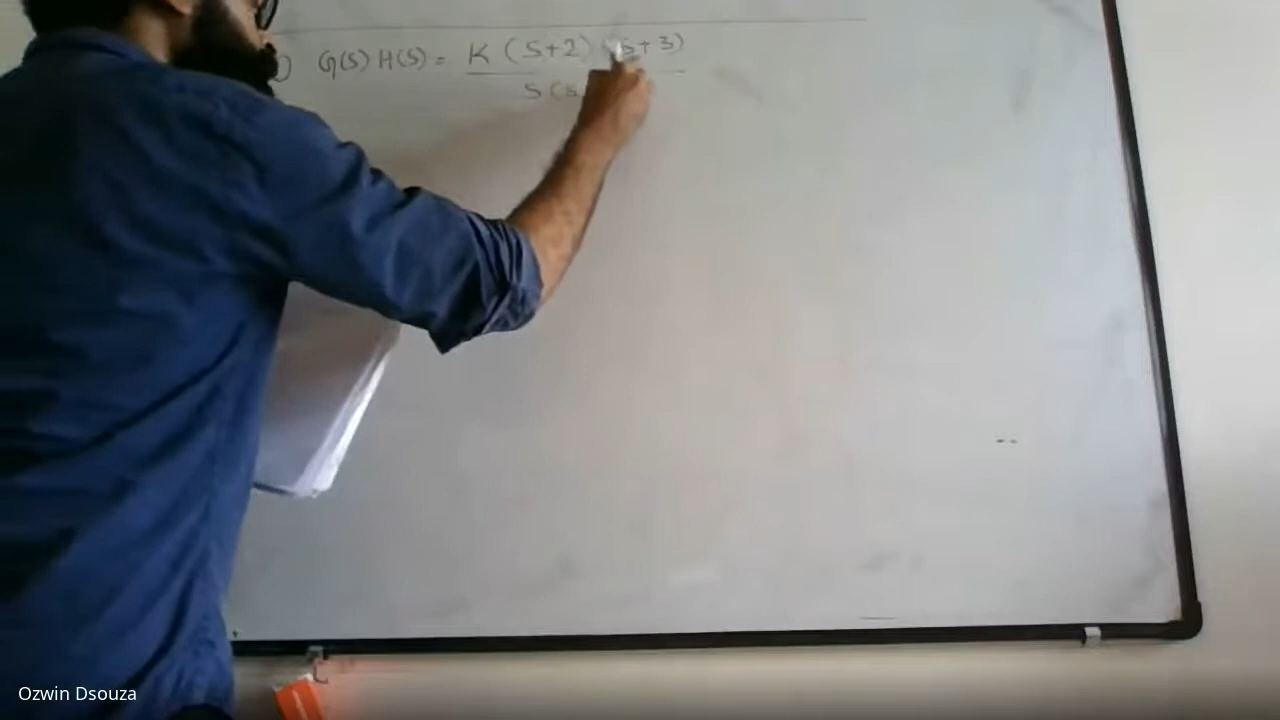 ) G(S) H(S) = K (S+2) (S+3)
S (S
Ozwin Dsouza